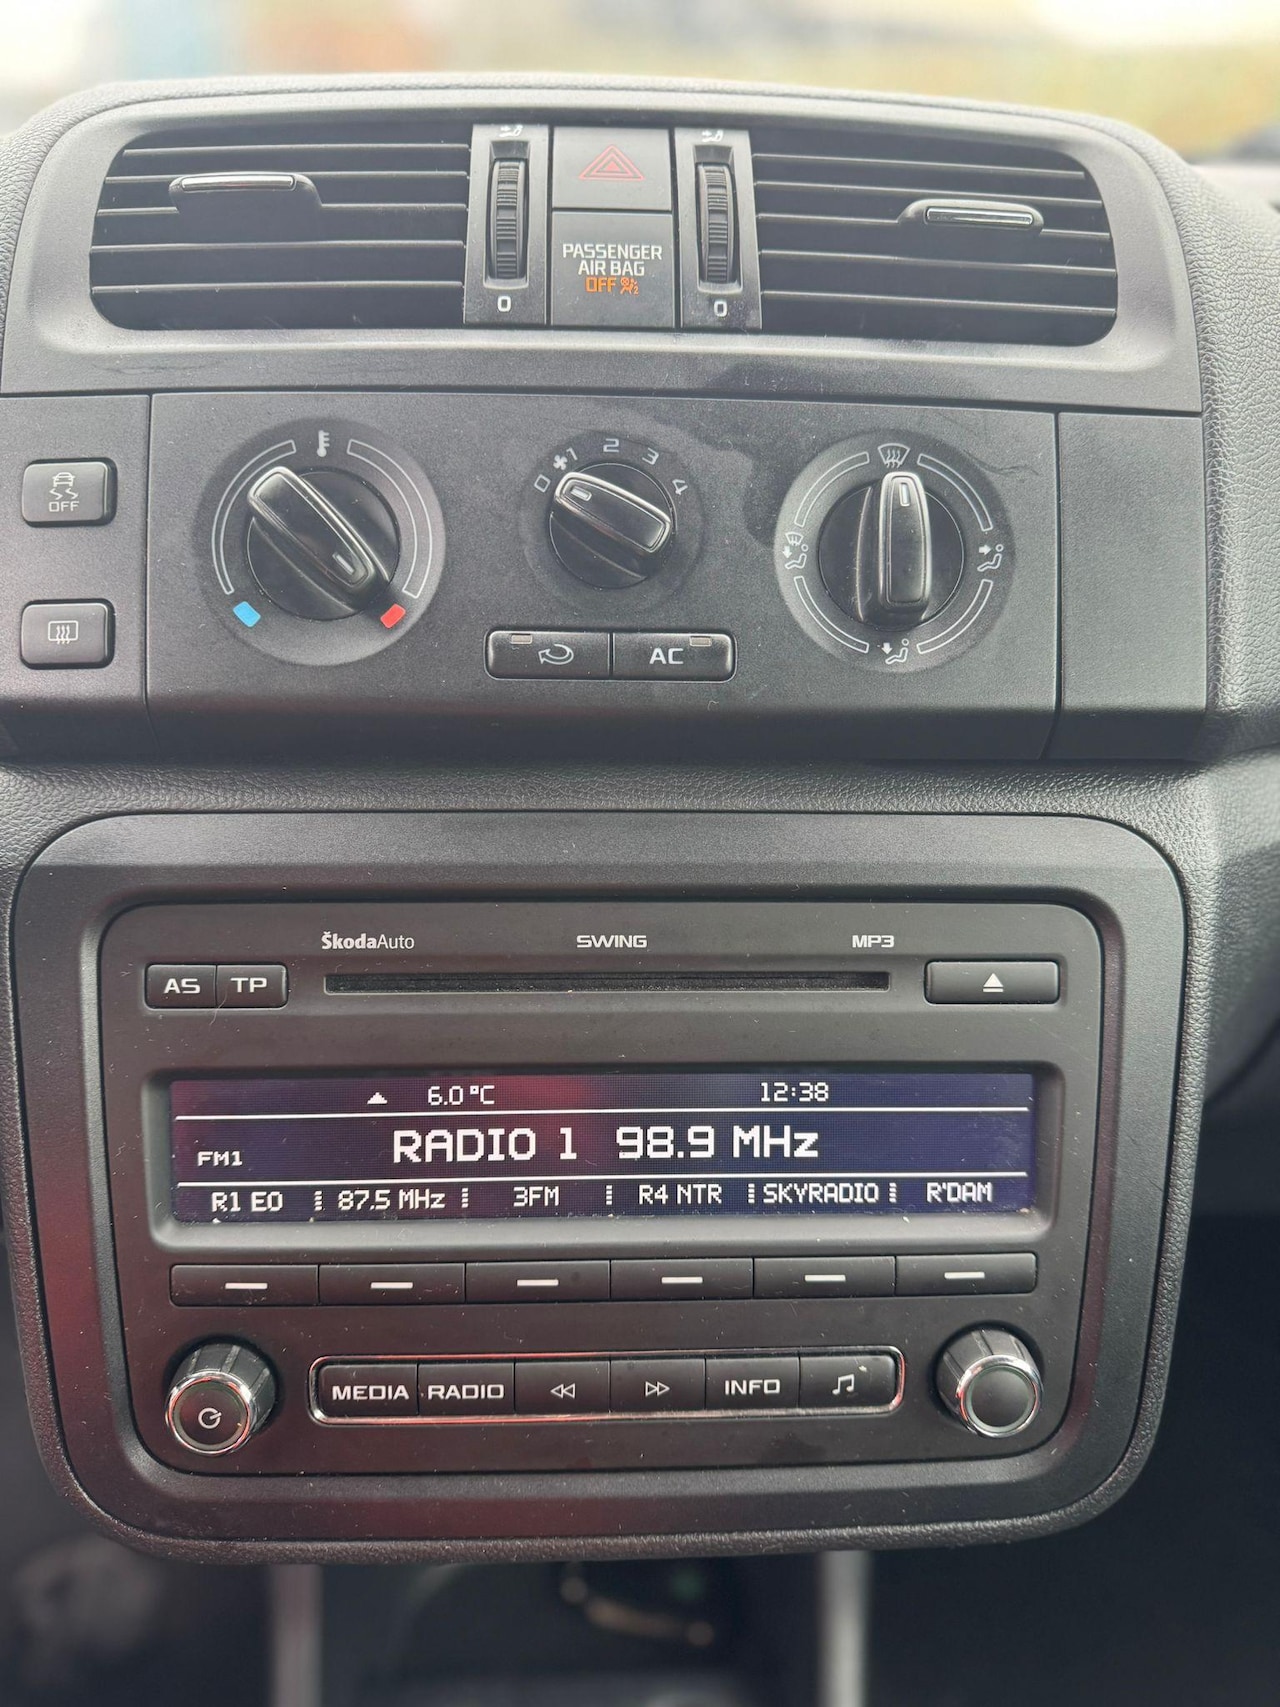 PASSENGER
AIR BAG
OFF
0
0
OFF
0 1 2 3 4
AC
ŠkodaAuto SWING MP3
AS TP
6.0 °C 12:38
FM1 RADIO 1 98.9 MHz
R1 EO 87.5 MHz 3FM R4 NTR SKYRADIO R'DAM
MEDIA RADIO INFO